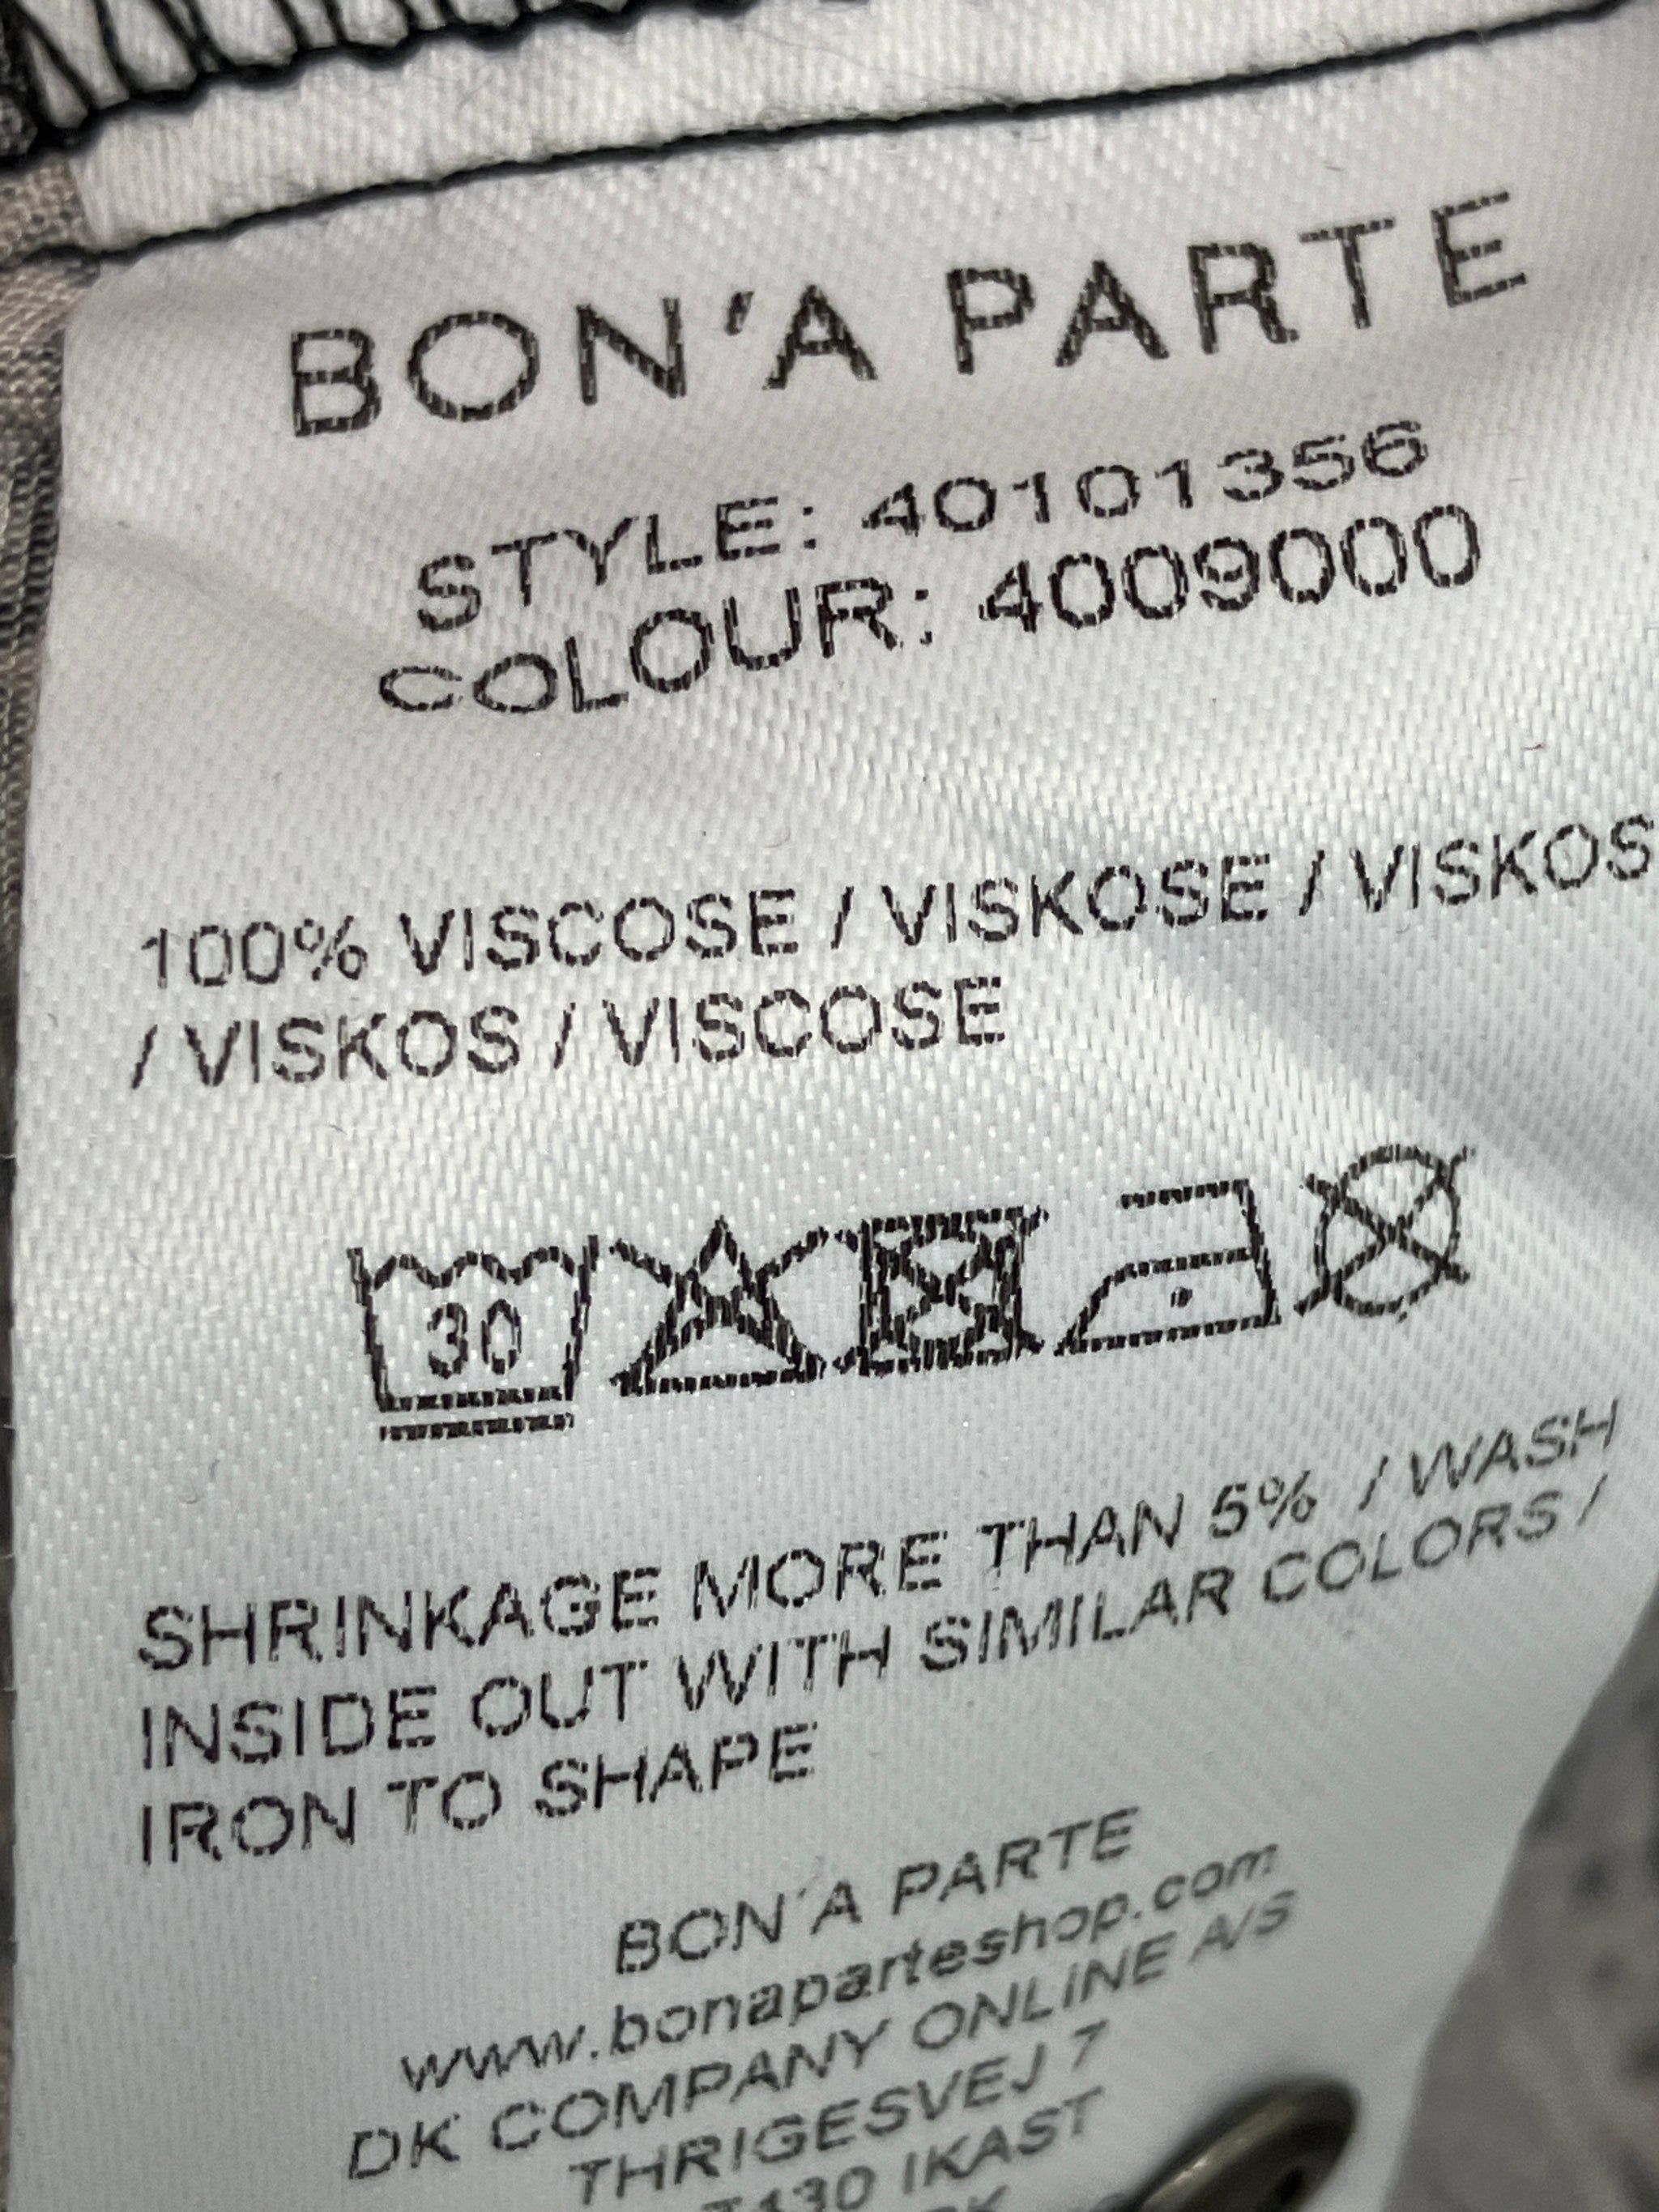 BON'A PARTE
STYLE: 40101356
COLOUR: 4009000
100% VISCOSE / VISKOSE / VISKOS
/ VISKOS / VISCOSE
30
SHRINKAGE MORE THAN 5% / WASH
INSIDE OUT WITH SIMILAR COLORS /
IRON TO SHAPE
BON'A PARTE
www.bonaparteshop.com
DK COMPANY ONLINE A/S
THRIGESVEJ 7
IKAST